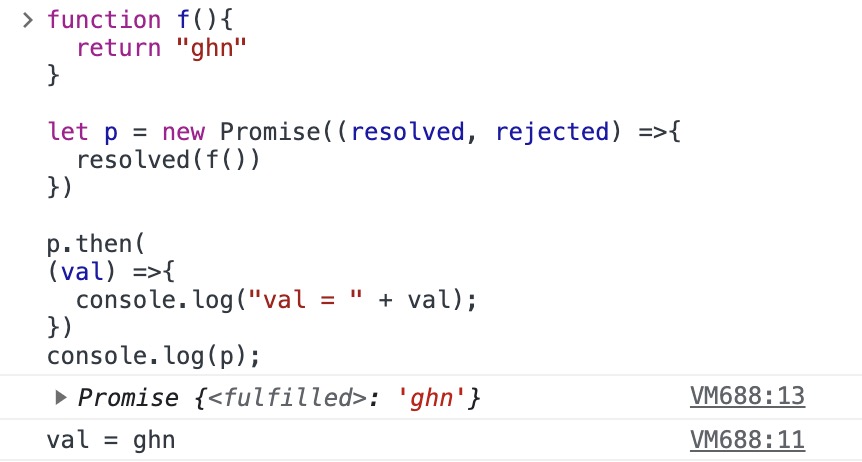 > function f(){
  return "ghn"
}

let p = new Promise((resolved, rejected) =>{
  resolved(f())
})

p.then(
(val) =>{
  console.log("val = " + val);
})
console.log(p);
▶ Promise {<fulfilled>: 'ghn'} VM688:13
val = ghn VM688:11